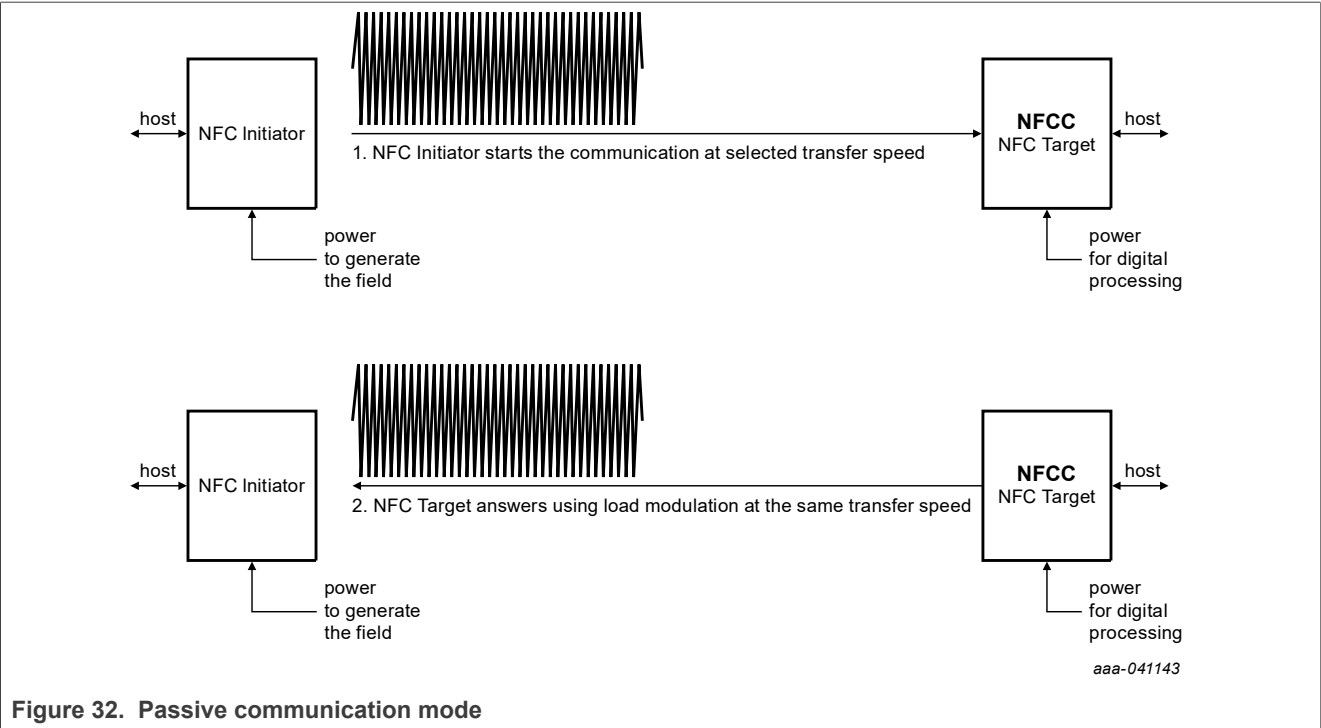 host
NFC Initiator
1. NFC Initiator starts the communication at selected transfer speed
NFCC
NFC Target
host
power
to generate
the field
power
for digital
processing
host
NFC Initiator
2. NFC Target answers using load modulation at the same transfer speed
NFCC
NFC Target
host
power
to generate
the field
power
for digital
processing
aaa-041143
Figure 32. Passive communication mode